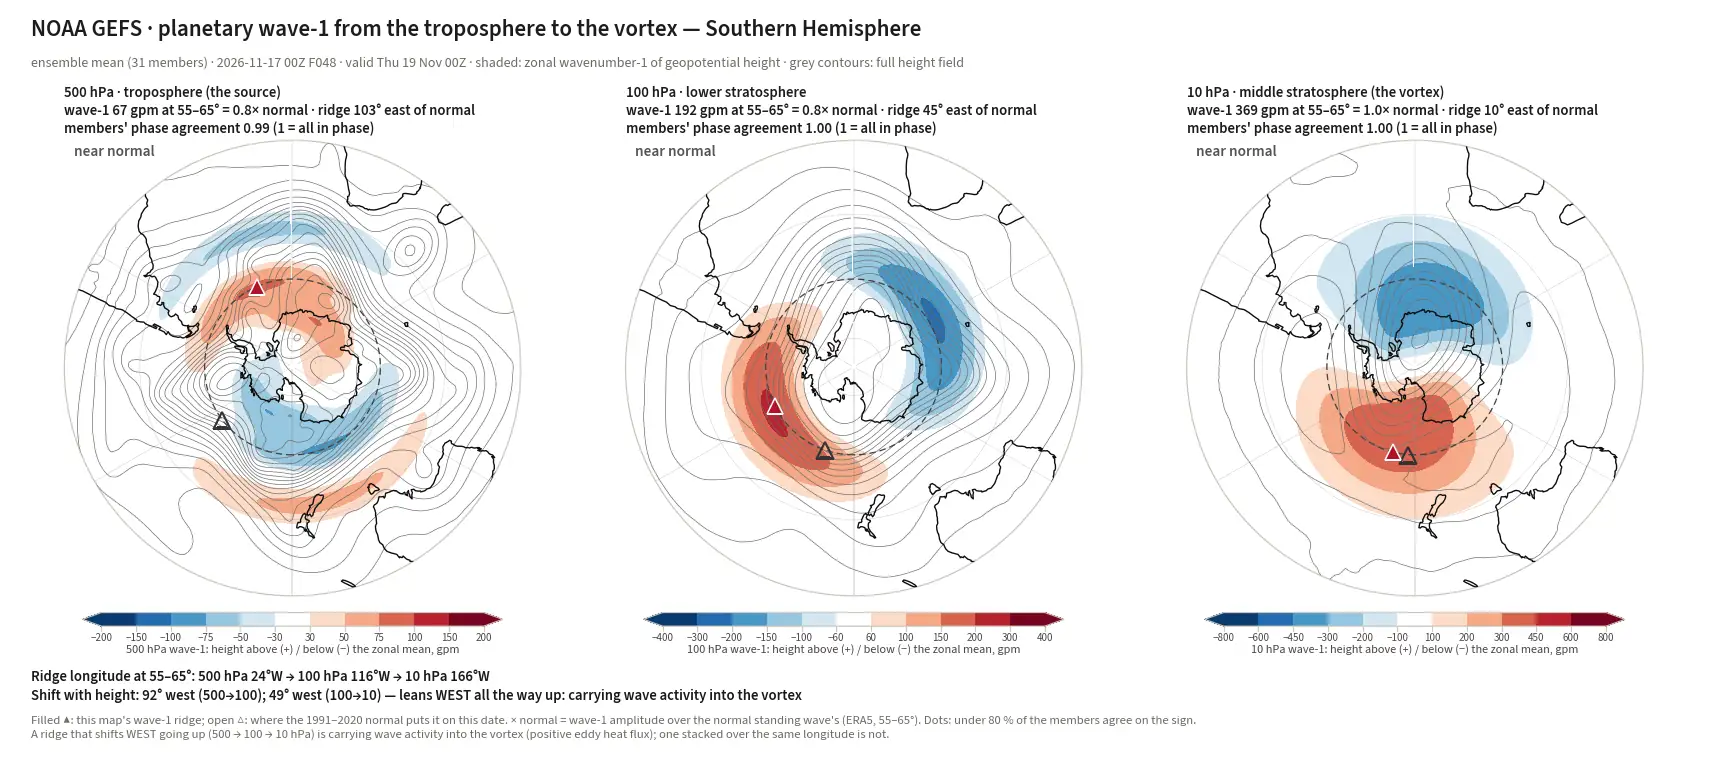 NOAA GEFS · planetary wave-1 from the troposphere to the vortex — Southern Hemisphere
ensemble mean (31 members) · 2026-11-17 00Z F048 · valid Thu 19 Nov 00Z · shaded: zonal wavenumber-1 of geopotential height · grey contours: full height field
500 hPa · troposphere (the source)
wave-1 67 gpm at 55–65° = 0.8× normal · ridge 103° east of normal
members' phase agreement 0.99 (1 = all in phase)
near normal
100 hPa · lower stratosphere
wave-1 192 gpm at 55–65° = 0.8× normal · ridge 45° east of normal
members' phase agreement 1.00 (1 = all in phase)
near normal
10 hPa · middle stratosphere (the vortex)
wave-1 369 gpm at 55–65° = 1.0× normal · ridge 10° east of normal
members' phase agreement 1.00 (1 = all in phase)
near normal
−200 −150 −100 −75 −50 −30 30 50 75 100 150 200
500 hPa wave-1: height above (+) / below (−) the zonal mean, gpm
−400 −300 −200 −150 −100 −60 60 100 150 200 300 400
100 hPa wave-1: height above (+) / below (−) the zonal mean, gpm
−800 −600 −450 −300 −200 −100 100 200 300 450 600 800
10 hPa wave-1: height above (+) / below (−) the zonal mean, gpm
Ridge longitude at 55–65°: 500 hPa 24°W → 100 hPa 116°W → 10 hPa 166°W
Shift with height: 92° west (500→100); 49° west (100→10) — leans WEST all the way up: carrying wave activity into the vortex
Filled ▲: this map's wave-1 ridge; open △: where the 1991–2020 normal puts it on this date. × normal = wave-1 amplitude over the normal standing wave's (ERA5, 55–65°). Dots: under 80 % of the members agree on the sign.
A ridge that shifts WEST going up (500 → 100 → 10 hPa) is carrying wave activity into the vortex (positive eddy heat flux); one stacked over the same longitude is not.